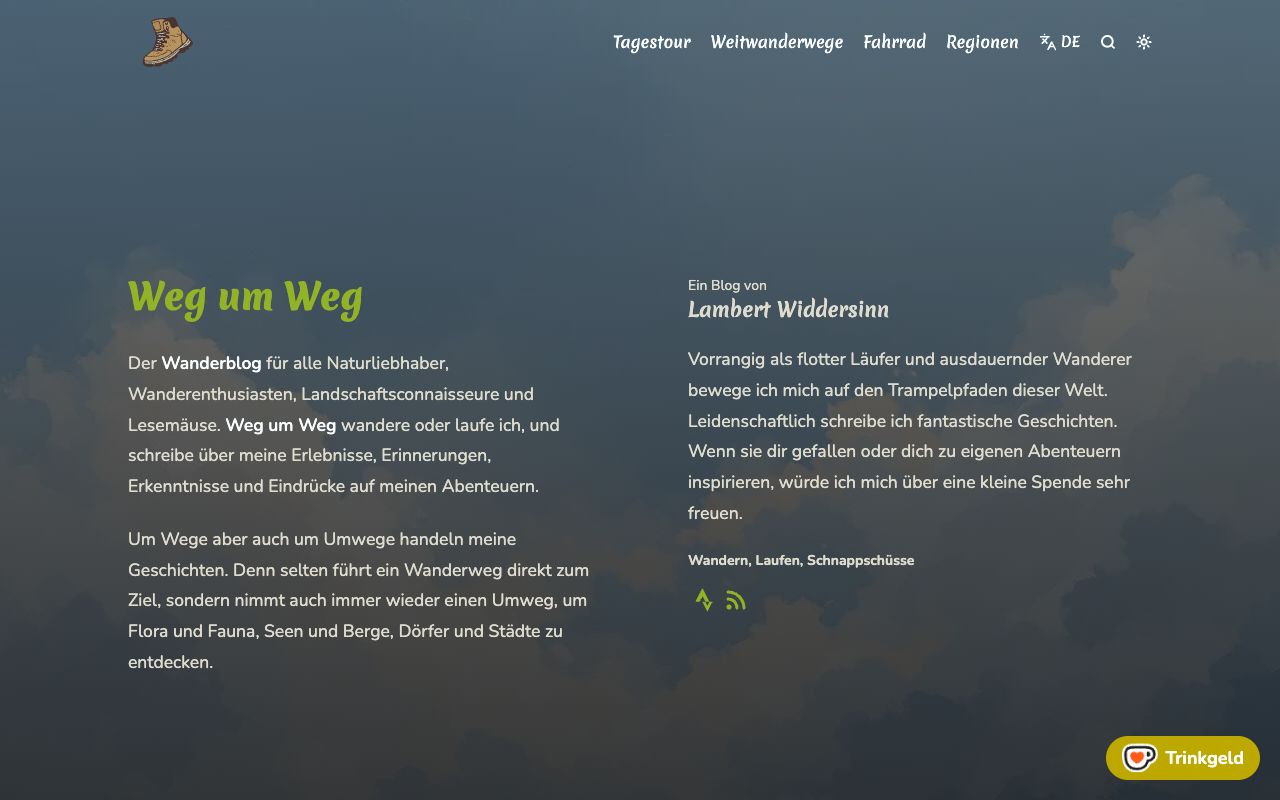 Tagestour Weitwanderwege Fahrrad Regionen DE
Weg um Weg
Der Wanderblog für alle Naturliebhaber,
Wanderenthusiasten, Landschaftsconnaisseure und
Lesemäuse. Weg um Weg wandere oder laufe ich, und
schreibe über meine Erlebnisse, Erinnerungen,
Erkenntnisse und Eindrücke auf meinen Abenteuern.
Um Wege aber auch um Umwege handeln meine
Geschichten. Denn selten führt ein Wanderweg direkt zum
Ziel, sondern nimmt auch immer wieder einen Umweg, um
Flora und Fauna, Seen und Berge, Dörfer und Städte zu
entdecken.
Ein Blog von
Lambert Widdersinn
Vorrangig als flotter Läufer und ausdauernder Wanderer
bewege ich mich auf den Trampelpfaden dieser Welt.
Leidenschaftlich schreibe ich fantastische Geschichten.
Wenn sie dir gefallen oder dich zu eigenen Abenteuern
inspirieren, würde ich mich über eine kleine Spende sehr
freuen.
Wandern, Laufen, Schnappschüsse
Trinkgeld